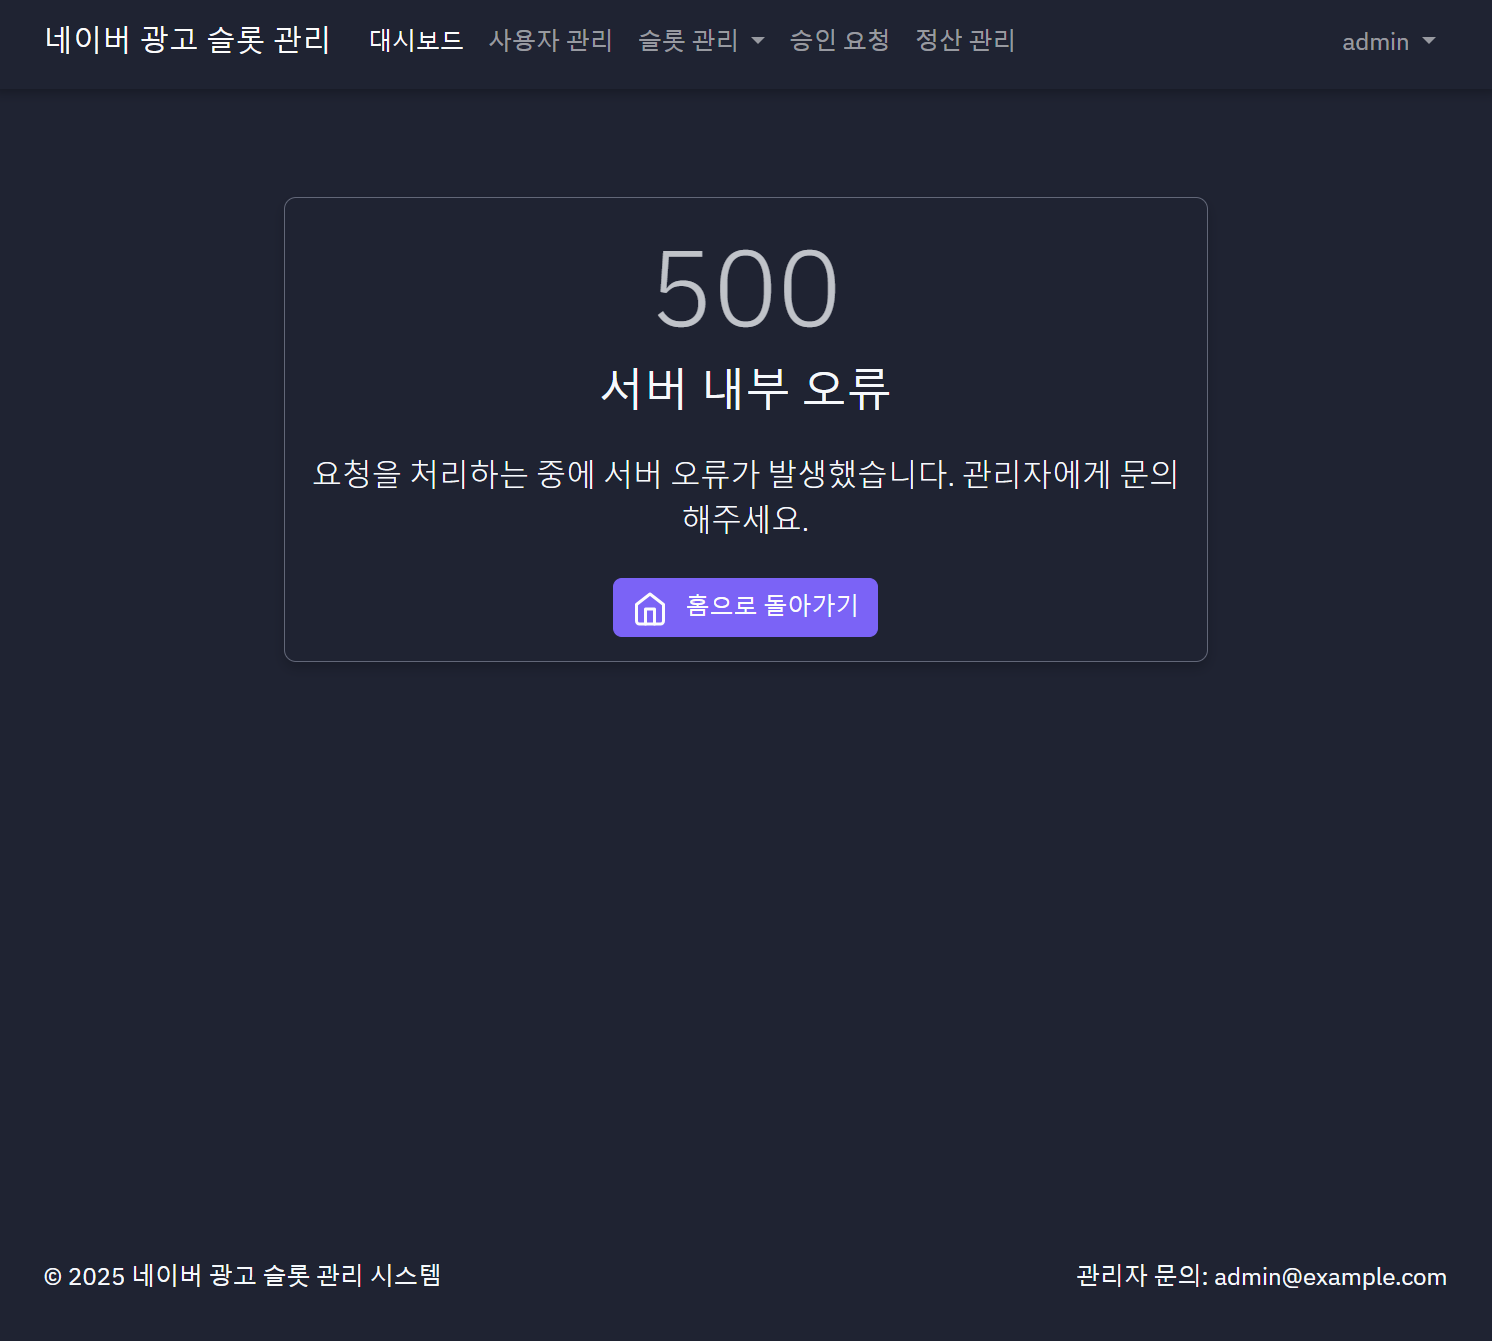 네이버 광고 슬롯 관리 대시보드 사용자 관리 슬롯 관리 승인 요청 정산 관리 admin
500
서버 내부 오류
요청을 처리하는 중에 서버 오류가 발생했습니다. 관리자에게 문의
해주세요.
홈으로 돌아가기
© 2025 네이버 광고 슬롯 관리 시스템 관리자 문의: admin@example.com